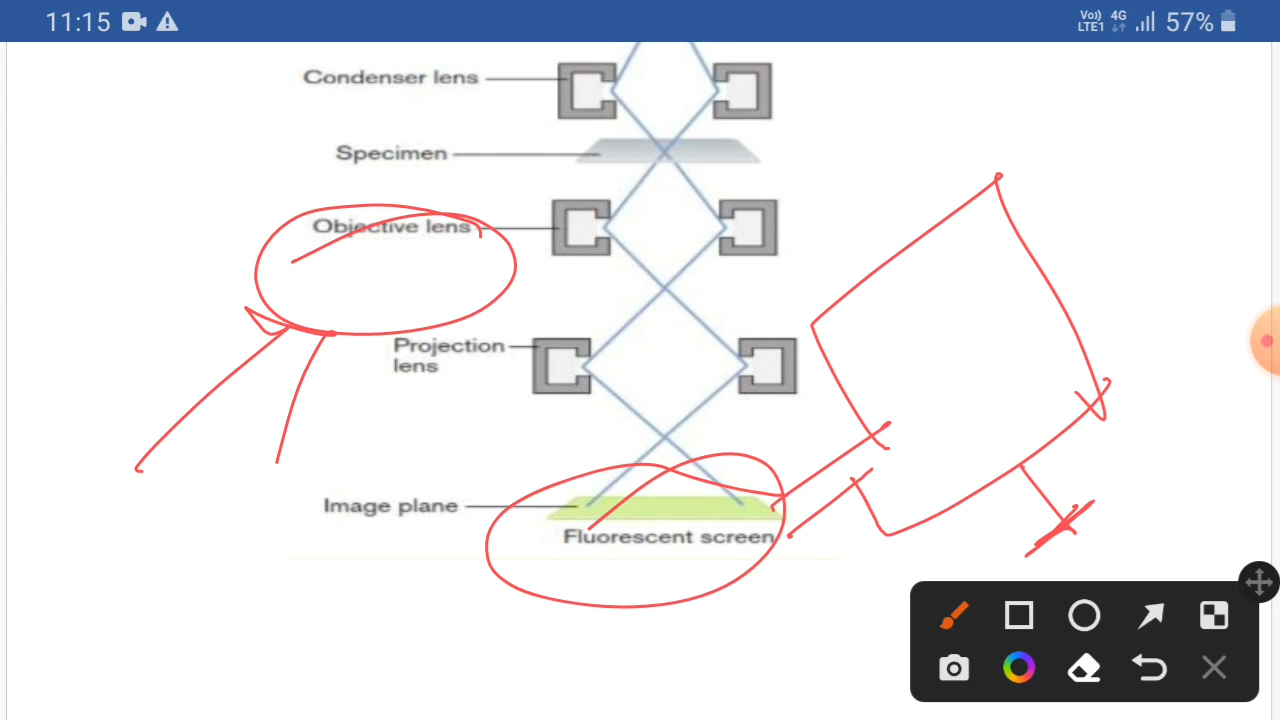 11:15
Vo)) 4G
LTE1 57%
Condenser lens
Specimen
Objective lens
Projection
lens
Image plane
Fluorescent screen